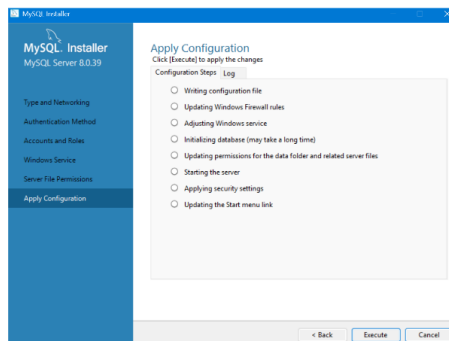 MySQL Installer
MySQL. Installer
MySQL Server 8.0.39
Type and Networking
Authentication Method
Accounts and Roles
Windows Service
Server File Permissions
Apply Configuration
Apply Configuration
Click [Execute] to apply the changes
Configuration Steps Log
Writing configuration file
Updating Windows Firewall rules
Adjusting Windows service
Initializing database (may take a long time)
Updating permissions for the data folder and related server files
Starting the server
Applying security settings
Updating the Start menu link
< Back Execute Cancel